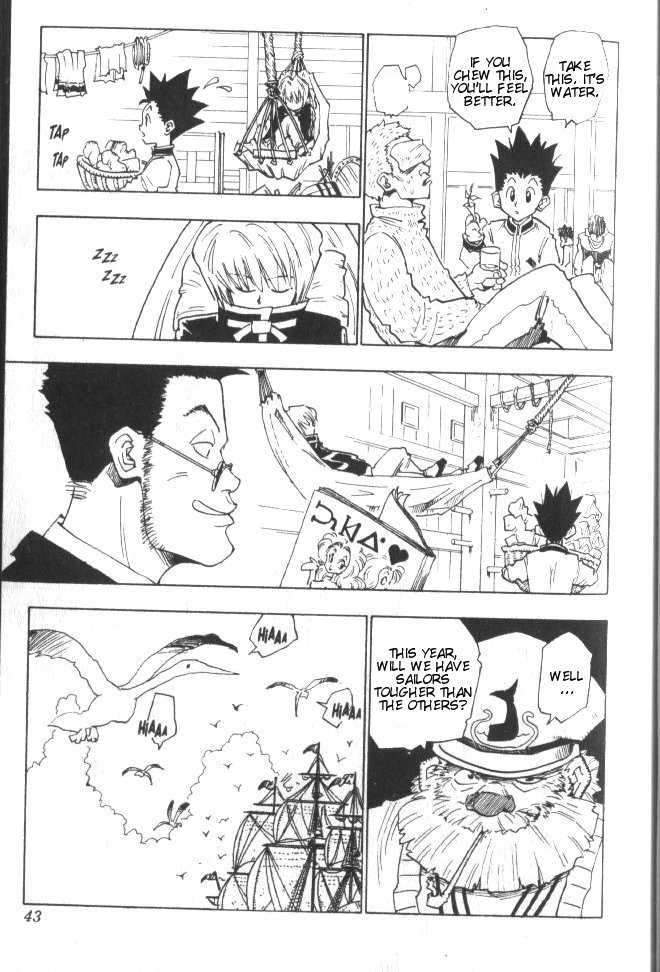 TAKE
THIS. IT'S
WATER.
IF YOU
CHEW THIS,
YOU'LL FEEL
BETTER.
TAP
TAP
ZZZ
ZZZ
WELL
...
THIS YEAR,
WILL WE HAVE
SAILORS
TOUGHER THAN
THE OTHERS?
HIAAA
HIAAA
HIAAA
43